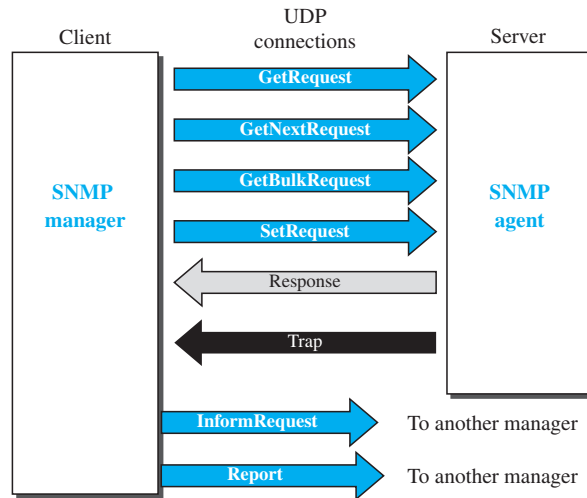 Client
UDP
connections
Server
GetRequest
GetNextRequest
GetBulkRequest
SNMP
manager
SNMP
agent
SetRequest
Response
Trap
InformRequest
To another manager
Report
To another manager